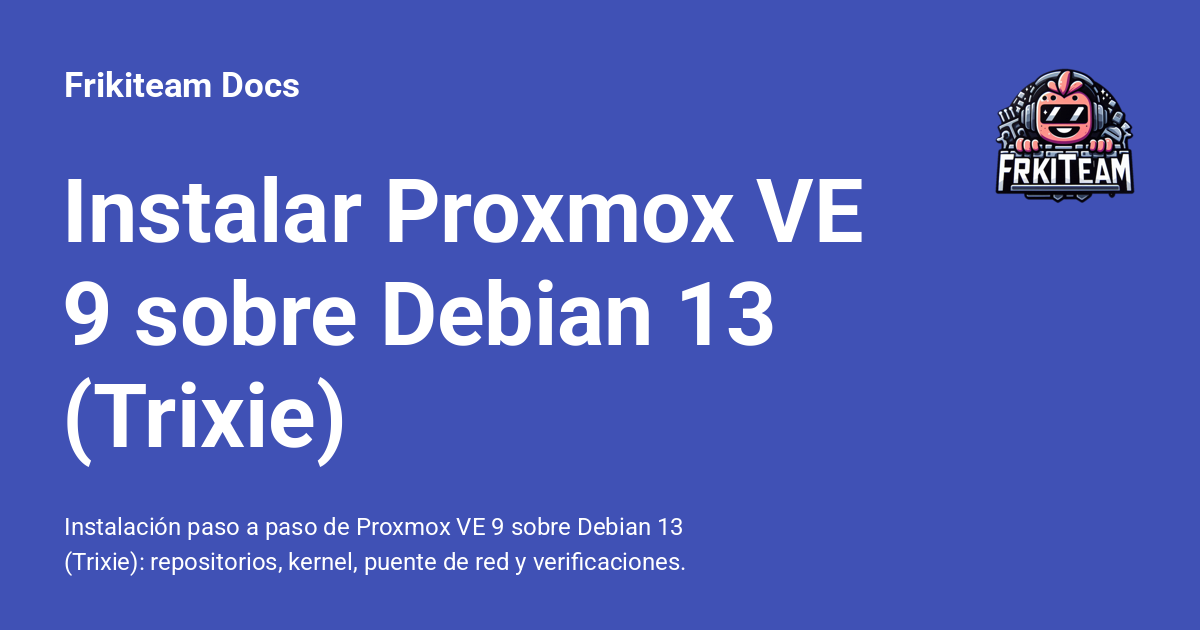 Frikiteam Docs
FRKITEAM
Instalar Proxmox VE
9 sobre Debian 13
(Trixie)
Instalación paso a paso de Proxmox VE 9 sobre Debian 13
(Trixie): repositorios, kernel, puente de red y verificaciones.